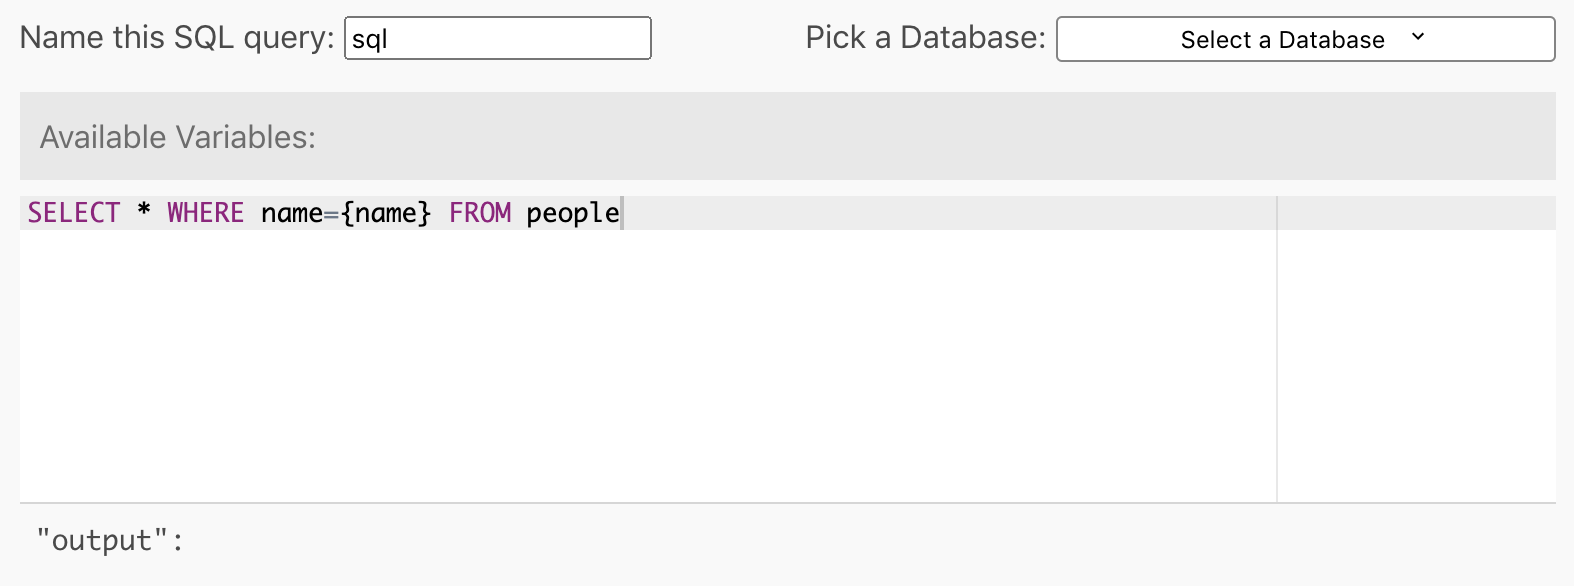 Name this SQL query: sql
Pick a Database: Select a Database
Available Variables:
SELECT * WHERE name={name} FROM people
"output":